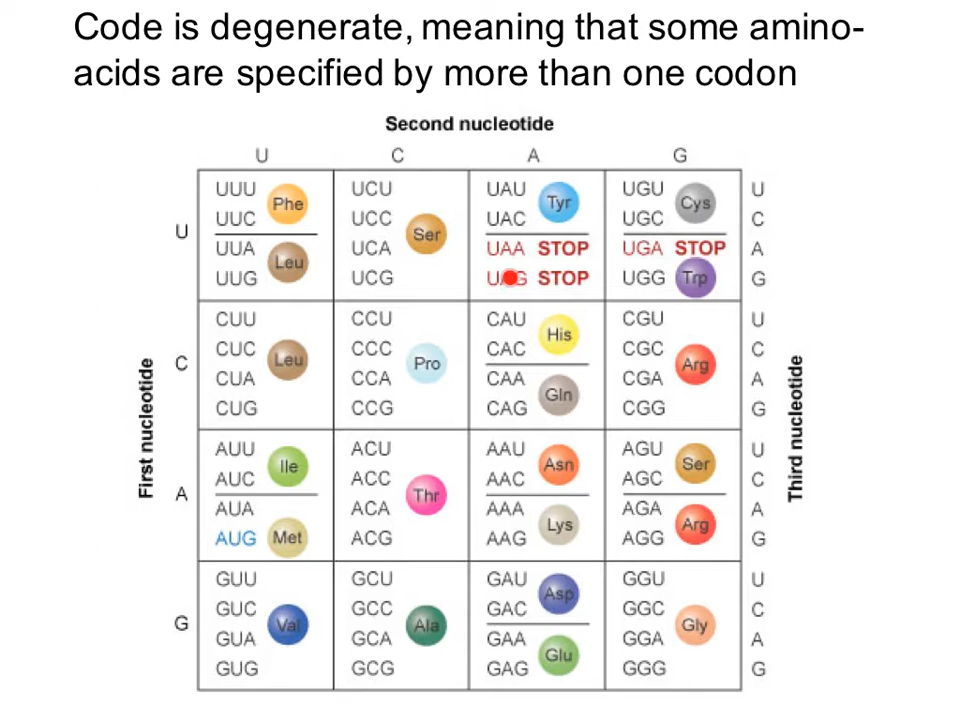 Code is degenerate, meaning that some amino-
acids are specified by more than one codon
Second nucleotide
U C A G
First nucleotide
Third nucleotide
U
UUU UCU UAU UGU U
Phe Tyr Cys
UUC UCC UAC UGC C
Ser
UUA UCA UAA STOP UGA STOP A
Leu
UUG UCG STOP UGG Trp G
C
CUU CCU CAU CGU U
His
CUC CCC CAC CGC C
Leu Pro Arg
CUA CCA CAA CGA A
Gln
CUG CCG CAG CGG G
A
AUU ACU AAU AGU U
Ile Asn Ser
AUC ACC AAC AGC C
Thr
AUA ACA AAA AGA A
Lys Arg
AUG Met ACG AAG AGG G
G
GUU GCU GAU GGU U
Asp
GUC GCC GAC GGC C
Val Ala Gly
GUA GCA GAA GGA A
Glu
GUG GCG GAG GGG G